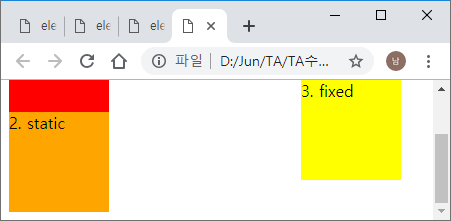 ele
ele
ele
파일 D:/Jun/TA/TA수... 남
2. static
3. fixed